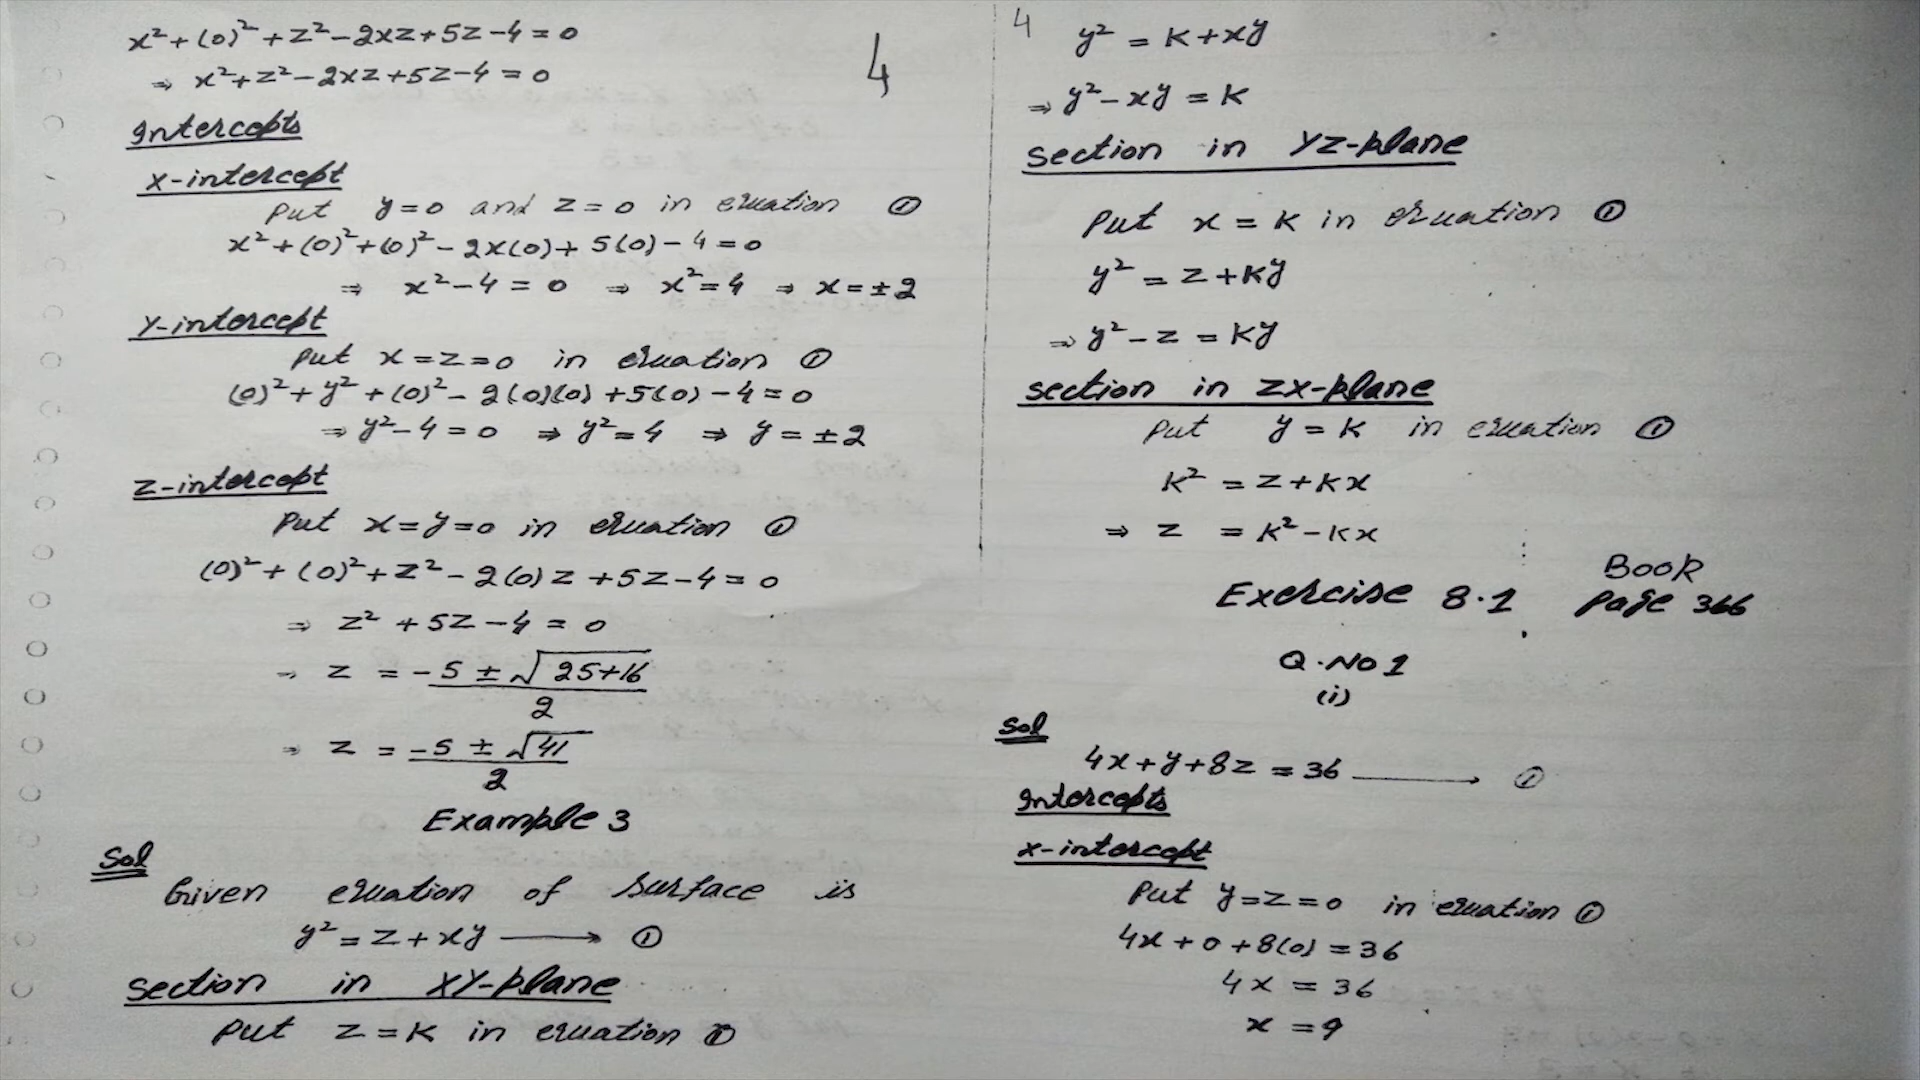 x² + (0)² + z² - 2xz + 5z - 4 = 0
⇒ x² + z² - 2xz + 5z - 4 = 0
4
Intercepts
x-intercept
Put y=0 and z=0 in equation ①
x² + (0)² + (0)² - 2x(0) + 5(0) - 4 = 0
⇒ x² - 4 = 0 ⇒ x² = 4 ⇒ x = ±2
Y-intercept
Put x=z=0 in equation ①
(0)² + y² + (0)² - 2(0)(0) + 5(0) - 4 = 0
⇒ y² - 4 = 0 ⇒ y² = 4 ⇒ y = ±2
z-intercept
Put x=y=0 in equation ①
(0)² + (0)² + z² - 2(0)z + 5z - 4 = 0
⇒ z² + 5z - 4 = 0
⇒ z = -5 ± √25+16 / 2
⇒ z = -5 ± √41 / 2
Example 3
Sol
Given equation of surface is
y² = z + xy ⟶ ①
section in XY-plane
Put z = k in equation ①
4
y² = k + xy
⇒ y² - xy = k
section in YZ-plane
Put x = k in equation ①
y² = z + ky
⇒ y² - z = ky
section in ZX-plane
Put y = k in equation ①
k² = z + kx
⇒ z = k² - kx
Book
Exercise 8.1 Page 366
Q.No 1
(i)
Sol
4x + y + 8z = 36 ⟶ ①
Intercepts
x-intercept
Put y=z=0 in equation ①
4x + 0 + 8(0) = 36
4x = 36
x = 9